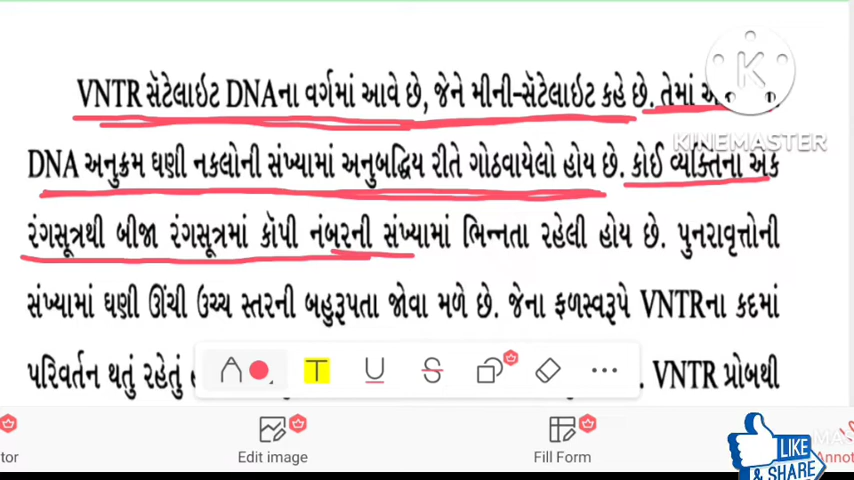 VNTR સૅટેલાઇટ DNAના વર્ગમાં આવે છે, જેને મીની-સૅટેલાઇટ કહે છે. તેમાં
K
KINEMASTER
DNA અનુક્રમ ઘણી નકલોની સંખ્યામાં અનુબદ્ધિય રીતે ગોઠવાયેલો હોય છે. કોઈ વ્યક્તિના એક
રંગસૂત્રથી બીજા રંગસૂત્રમાં કૉપી નંબરની સંખ્યામાં ભિન્નતા રહેલી હોય છે. પુનરાવૃત્તોની
સંખ્યામાં ઘણી ઊંચી ઉચ્ચ સ્તરની બહુરૂપતા જોવા મળે છે. જેના ફળસ્વરૂપે VNTRના કદમાં
પરિવર્તન થતું રહેતું VNTR પ્રોબથી
T U S
tor Edit image Fill Form Annot
LIKE
& SHARE